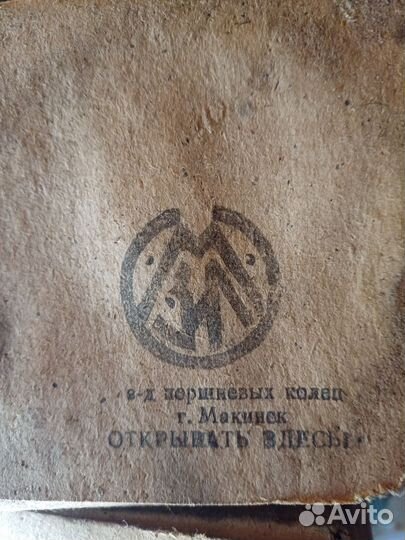 з-д поршневых колец
г. Макинск
ОТКРЫВАТЬ ЗДЕСЬ!
Avito